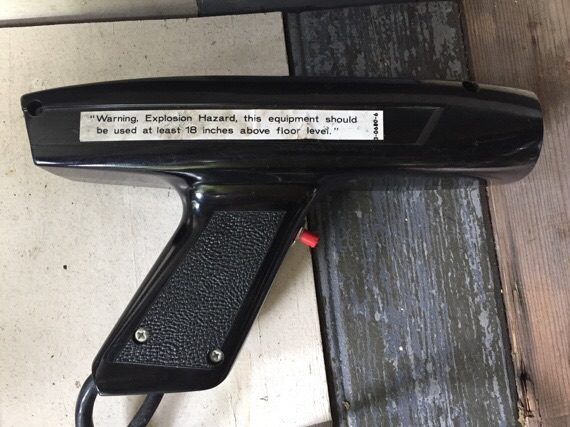 "Warning. Explosion Hazard, this equipment should
be used at least 18 inches above floor level."